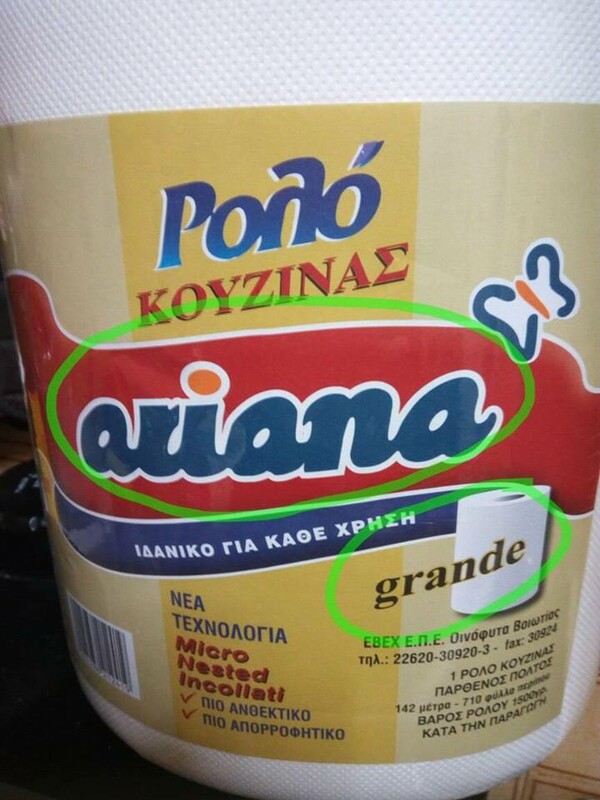 Ρολό
ΚΟΥΖΙΝΑΣ
ariana
ΙΔΑΝΙΚΟ ΓΙΑ ΚΑΘΕ ΧΡΗΣΗ
grande
ΝΕΑ
ΤΕΧΝΟΛΟΓΙΑ
Micro
Nested
Incollati
ΠΙΟ ΑΝΘΕΚΤΙΚΟ
ΠΙΟ ΑΠΟΡΡΟΦΗΤΙΚΟ
ΕΒΕΧ Ε.Π.Ε. Οινόφυτα Βοιωτίας
τηλ.: 22620-30920-3 - fax: 30924
1 ΡΟΛΟ ΚΟΥΖΙΝΑΣ
ΠΑΡΘΕΝΟΣ ΠΟΛΤΟΣ
142 μέτρα - 710 φύλλα περίπου
ΒΑΡΟΣ ΡΟΛΟΥ 1500γρ.
ΚΑΤΑ ΤΗΝ ΠΑΡΑΓΩΓΗ